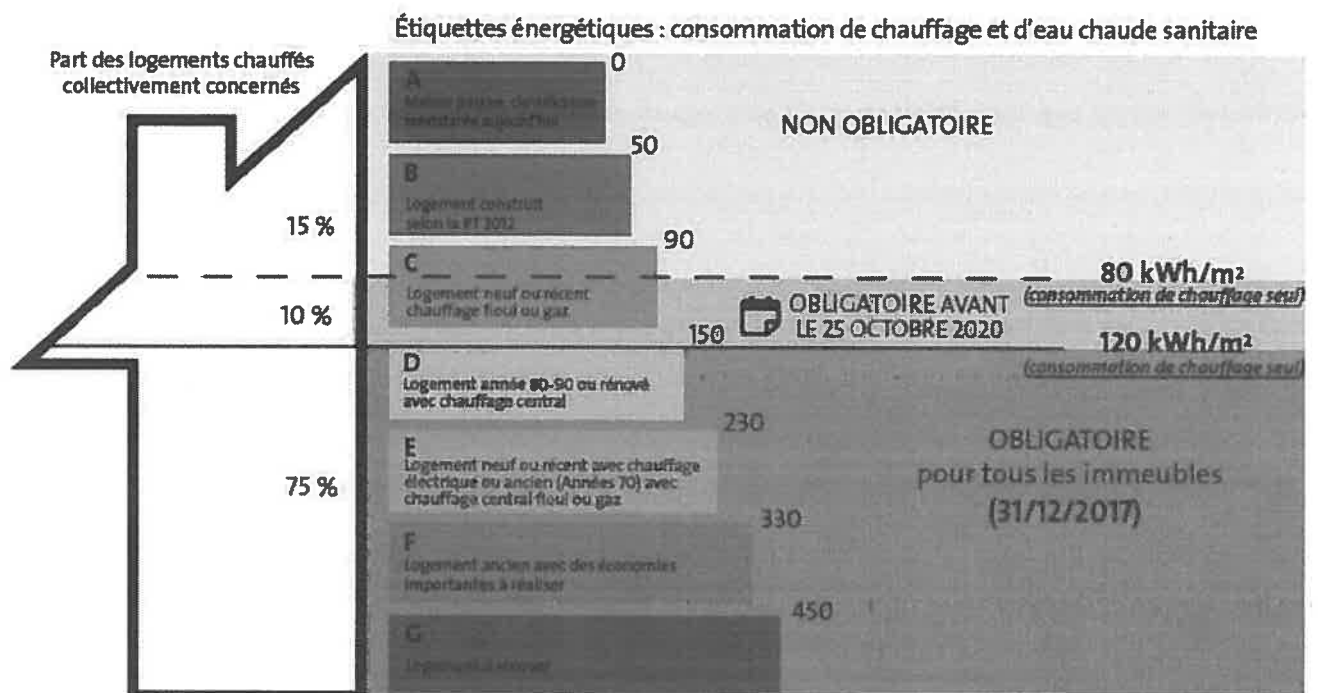 Étiquettes énergétiques : consommation de chauffage et d'eau chaude sanitaire
Part des logements chauffés
collectivement concernés
0
A
NON OBLIGATOIRE
50
B
Logement construit
selon la RT 2012
15 %
90
C
Logement neuf ou récent
chauffage fioul ou gaz
80 kWh/m²
(consommation de chauffage seul)
10 %
OBLIGATOIRE AVANT
LE 25 OCTOBRE 2020
150
120 kWh/m²
(consommation de chauffage seul)
D
Logement année 80-90 ou rénové
avec chauffage central
230
E
Logement neuf ou récent avec chauffage
électrique ou ancien (Années 70) avec
chauffage central fioul ou gaz
75 %
OBLIGATOIRE
pour tous les immeubles
(31/12/2017)
330
F
Logement ancien avec des économies
importantes à réaliser
450
G